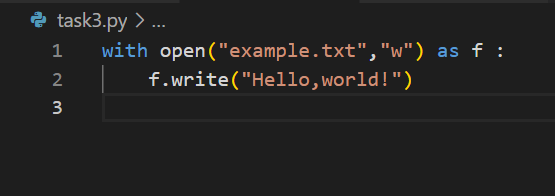 task3.py > ...
1 with open("example.txt","w") as f :
2     f.write("Hello,world!")
3